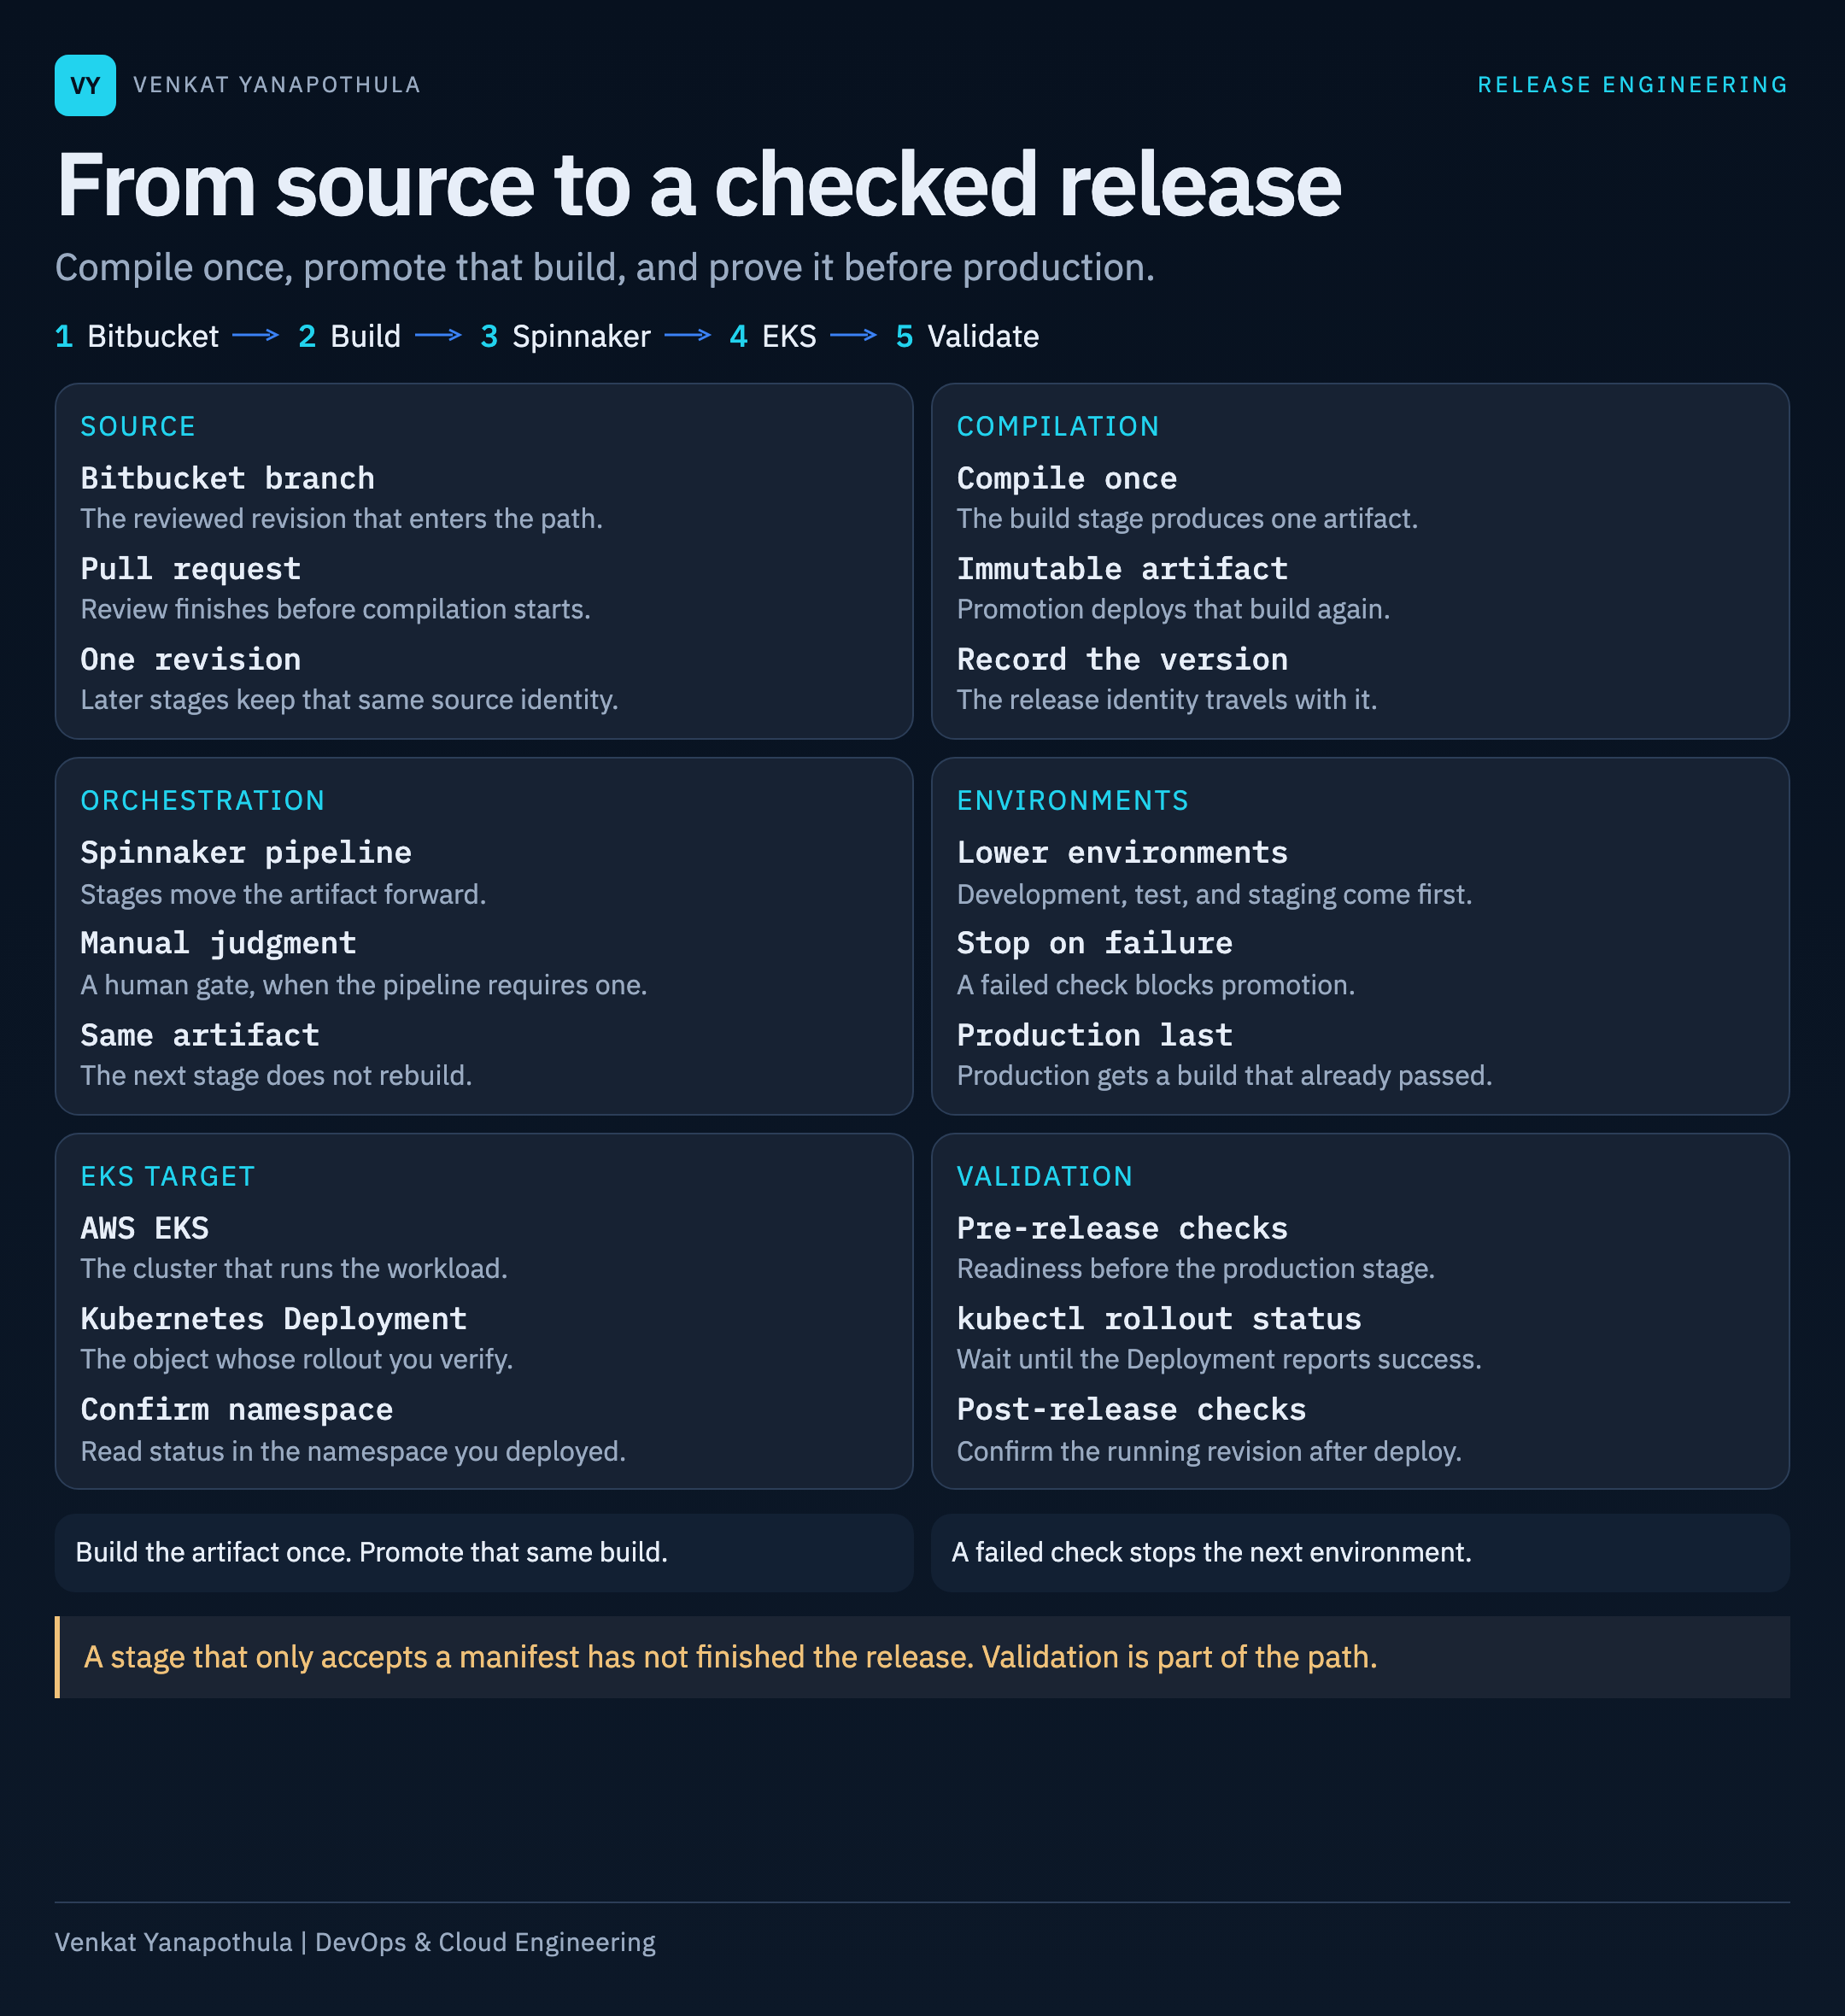 VY VENKAT YANAPOTHULA
RELEASE ENGINEERING
From source to a checked release
Compile once, promote that build, and prove it before production.
1 Bitbucket → 2 Build → 3 Spinnaker → 4 EKS → 5 Validate
SOURCE
Bitbucket branch
The reviewed revision that enters the path.
Pull request
Review finishes before compilation starts.
One revision
Later stages keep that same source identity.
COMPILATION
Compile once
The build stage produces one artifact.
Immutable artifact
Promotion deploys that build again.
Record the version
The release identity travels with it.
ORCHESTRATION
Spinnaker pipeline
Stages move the artifact forward.
Manual judgment
A human gate, when the pipeline requires one.
Same artifact
The next stage does not rebuild.
ENVIRONMENTS
Lower environments
Development, test, and staging come first.
Stop on failure
A failed check blocks promotion.
Production last
Production gets a build that already passed.
EKS TARGET
AWS EKS
The cluster that runs the workload.
Kubernetes Deployment
The object whose rollout you verify.
Confirm namespace
Read status in the namespace you deployed.
VALIDATION
Pre-release checks
Readiness before the production stage.
kubectl rollout status
Wait until the Deployment reports success.
Post-release checks
Confirm the running revision after deploy.
Build the artifact once. Promote that same build.
A failed check stops the next environment.
A stage that only accepts a manifest has not finished the release. Validation is part of the path.
Venkat Yanapothula | DevOps & Cloud Engineering